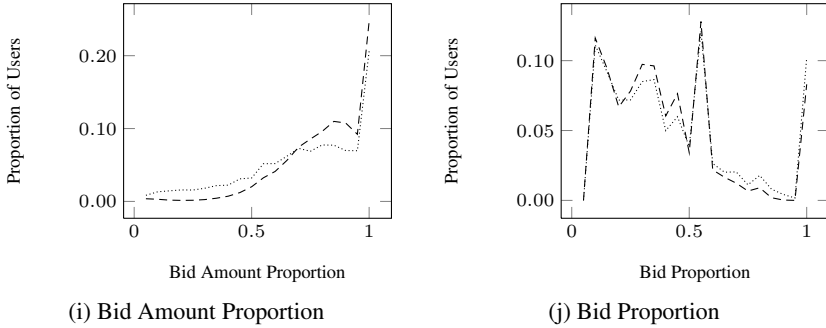 Proportion of Users
0.20
0.10
0.00
0
0.5
1
Bid Amount Proportion
(i) Bid Amount Proportion
Proportion of Users
0.10
0.05
0.00
0
0.5
1
Bid Proportion
(j) Bid Proportion